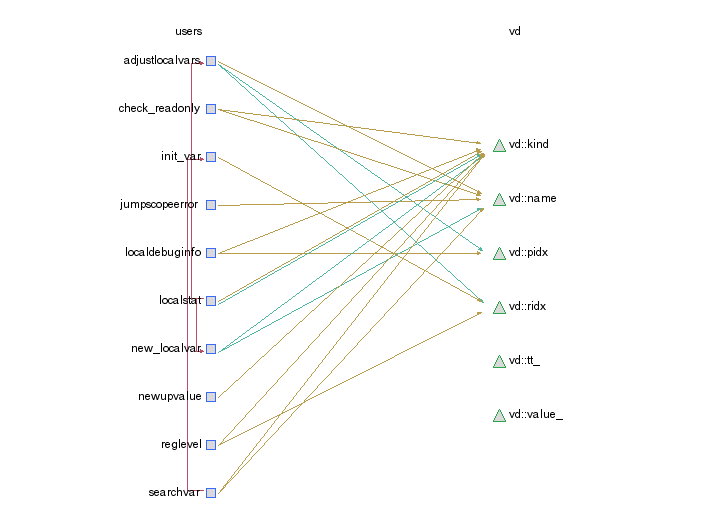 users
vd
adjustlocalvars
check_readonly
init_var
vd::kind
jumpscopeerror
vd::name
localdebuginfo
vd::pidx
localstat
vd::ridx
new_localvar
vd::tt_
newupvalue
vd::value_
reglevel
searchvar